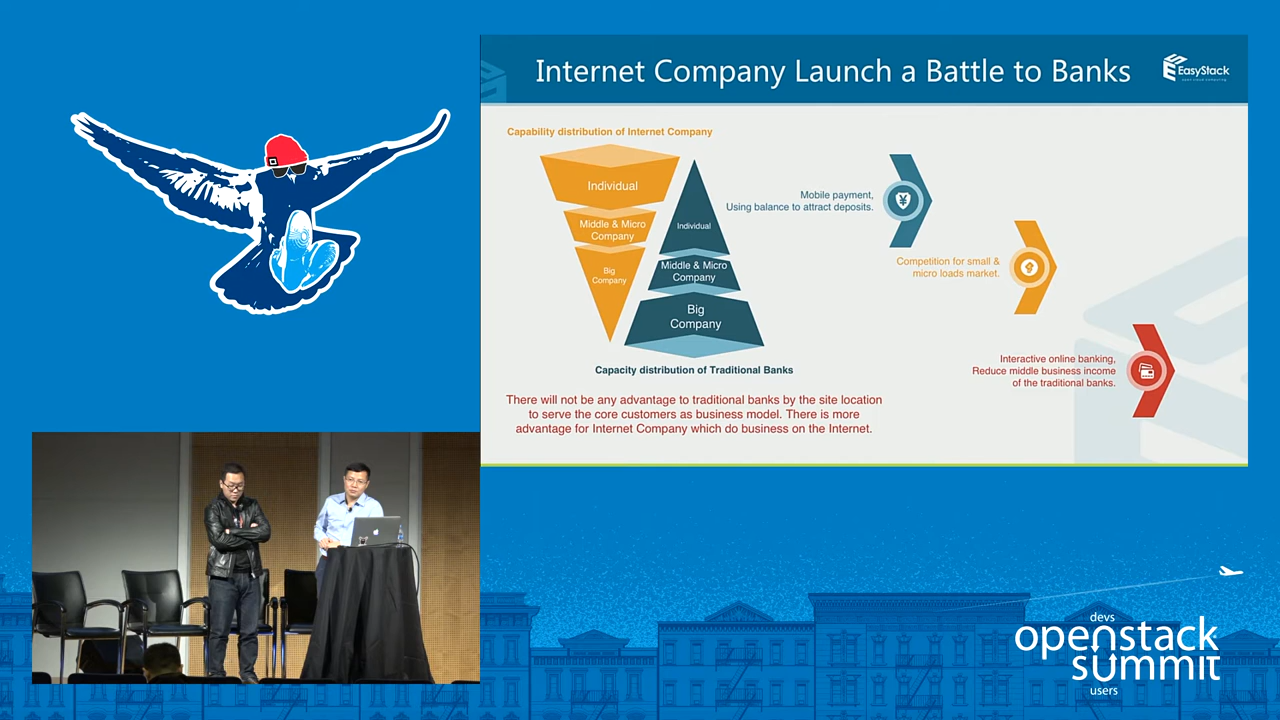 Internet Company Launch a Battle to Banks
EasyStack
Capability distribution of Internet Company
Individual
Middle & Micro
Company
Big
Company
Individual
Middle & Micro
Company
Big
Company
Capacity distribution of Traditional Banks
Mobile payment,
Using balance to attract deposits.
Competition for small &
micro loads market.
Interactive online banking,
Reduce middle business income
of the traditional banks.
There will not be any advantage to traditional banks by the site location
to serve the core customers as business model. There is more
advantage for Internet Company which do business on the Internet.
devs
openstack
summit
users